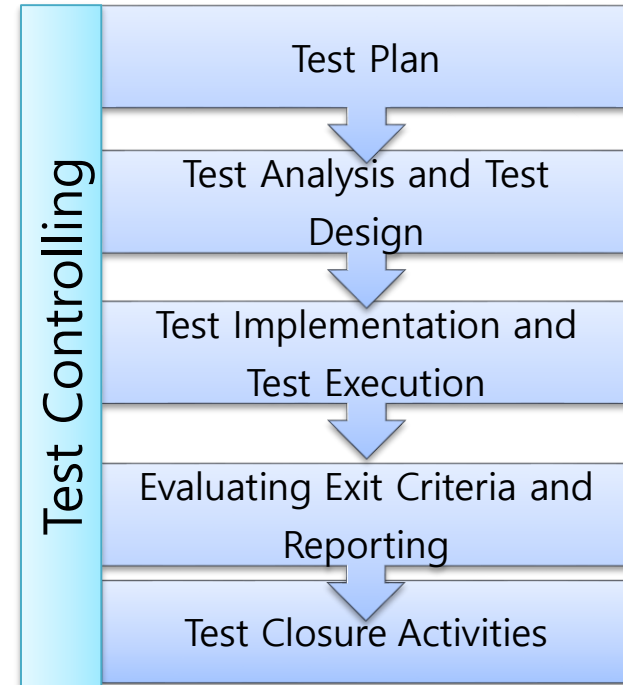 Test Controlling
Test Plan
Test Analysis and Test
Design
Test Implementation and
Test Execution
Evaluating Exit Criteria and
Reporting
Test Closure Activities